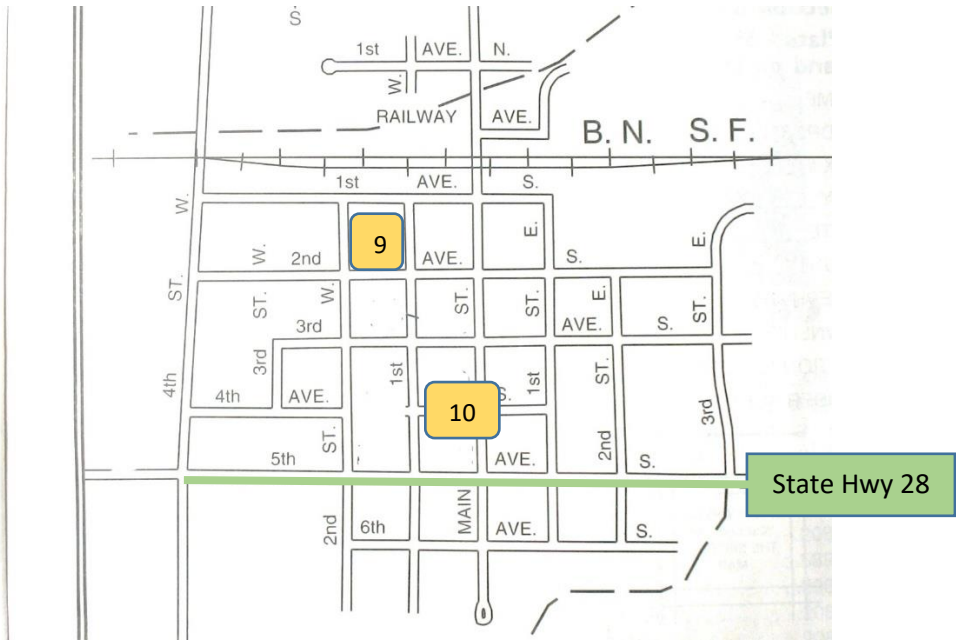 S
1st AVE. N.
W.
RAILWAY AVE.
B. N. S. F.
1st AVE. S.
W.
9
E.
E.
W. 2nd AVE. S.
ST. ST. W. ST. ST. E. ST.
3rd AVE. S.
4th 3rd 1st 1st ST. 3rd
4th AVE. S.
10
ST. 2nd
5th AVE. S.
State Hwy 28
2nd 6th MAIN AVE. S.